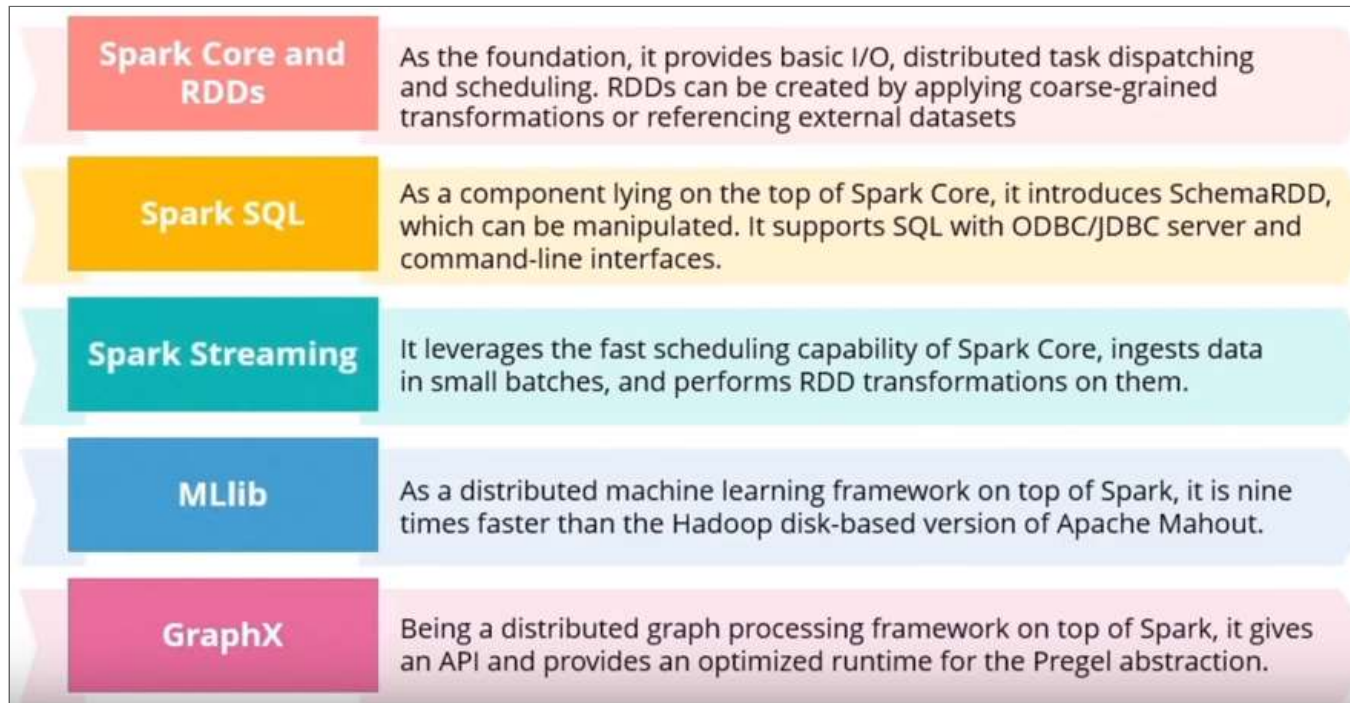 Spark Core and
RDDs
As the foundation, it provides basic I/O, distributed task dispatching
and scheduling. RDDs can be created by applying coarse-grained
transformations or referencing external datasets
Spark SQL
As a component lying on the top of Spark Core, it introduces SchemaRDD,
which can be manipulated. It supports SQL with ODBC/JDBC server and
command-line interfaces.
Spark Streaming
It leverages the fast scheduling capability of Spark Core, ingests data
in small batches, and performs RDD transformations on them.
MLlib
As a distributed machine learning framework on top of Spark, it is nine
times faster than the Hadoop disk-based version of Apache Mahout.
GraphX
Being a distributed graph processing framework on top of Spark, it gives
an API and provides an optimized runtime for the Pregel abstraction.